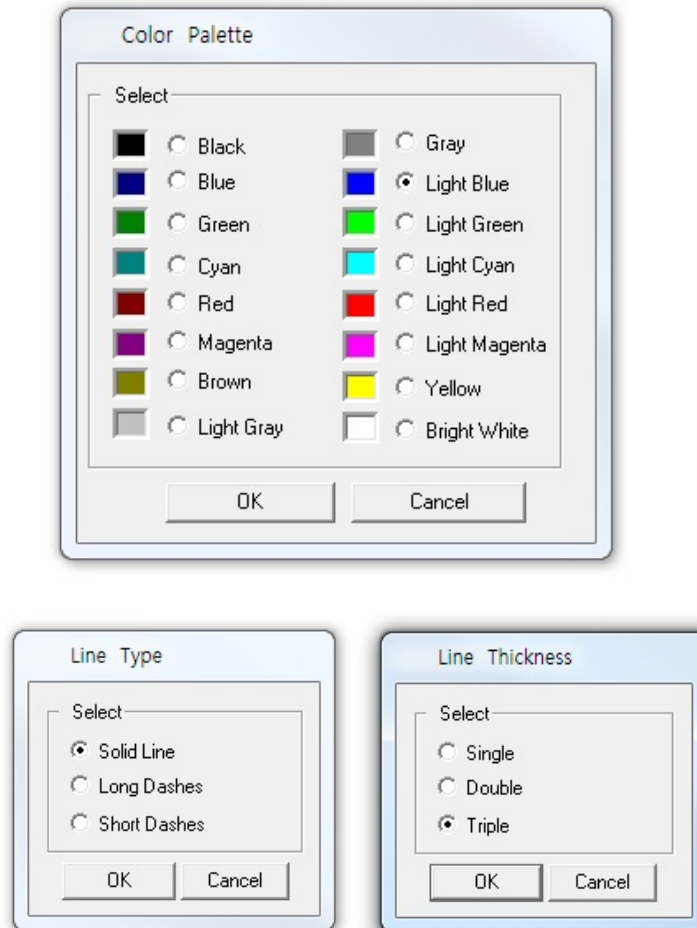 Color Palette
Select
Black
Gray
Blue
Light Blue
Green
Light Green
Cyan
Light Cyan
Red
Light Red
Magenta
Light Magenta
Brown
Yellow
Light Gray
Bright White
OK
Cancel
Line Type
Select
Solid Line
Long Dashes
Short Dashes
OK
Cancel
Line Thickness
Select
Single
Double
Triple
OK
Cancel